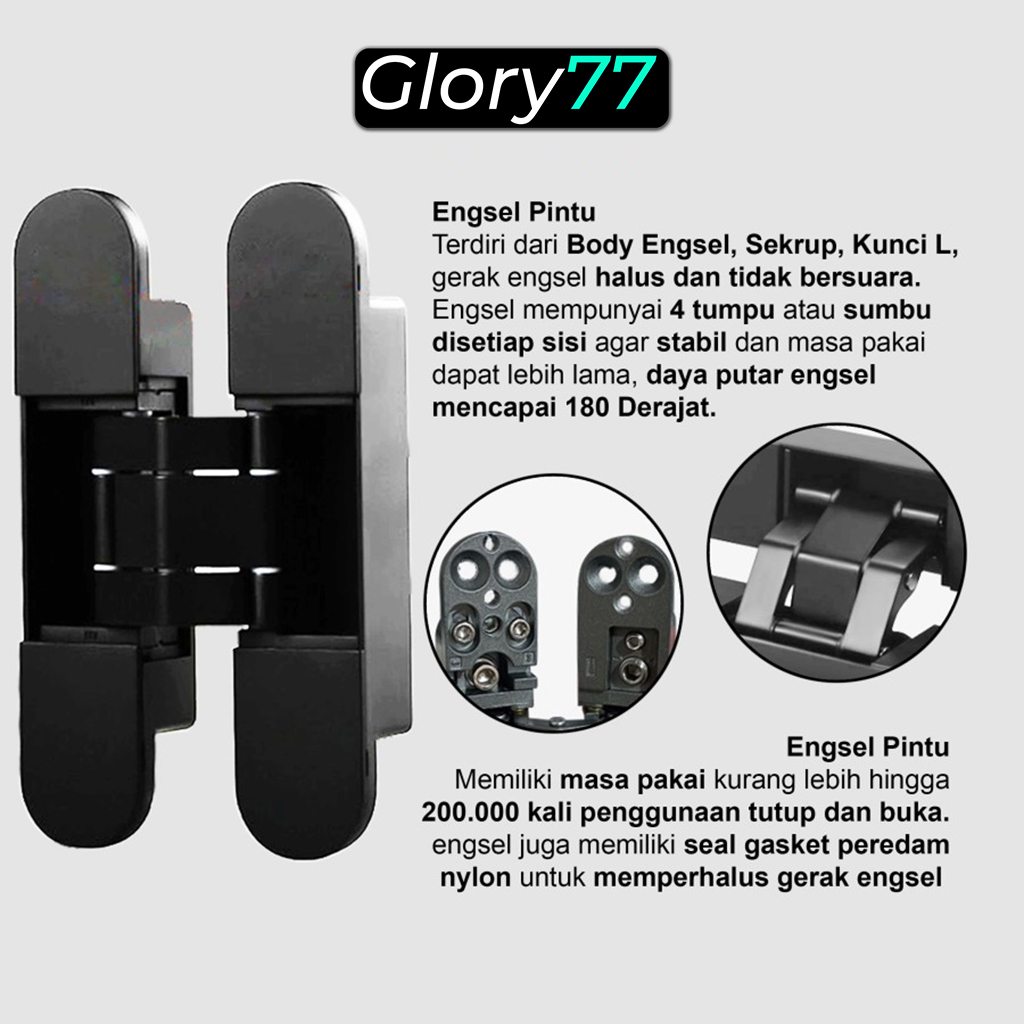 Glory77
Engsel Pintu
Terdiri dari Body Engsel, Sekrup, Kunci L,
gerak engsel halus dan tidak bersuara.
Engsel mempunyai 4 tumpu atau sumbu
disetiap sisi agar stabil dan masa pakai
dapat lebih lama, daya putar engsel
mencapai 180 Derajat.
Engsel Pintu
Memiliki masa pakai kurang lebih hingga
200.000 kali penggunaan tutup dan buka.
engsel juga memiliki seal gasket peredam
nylon untuk memperhalus gerak engsel